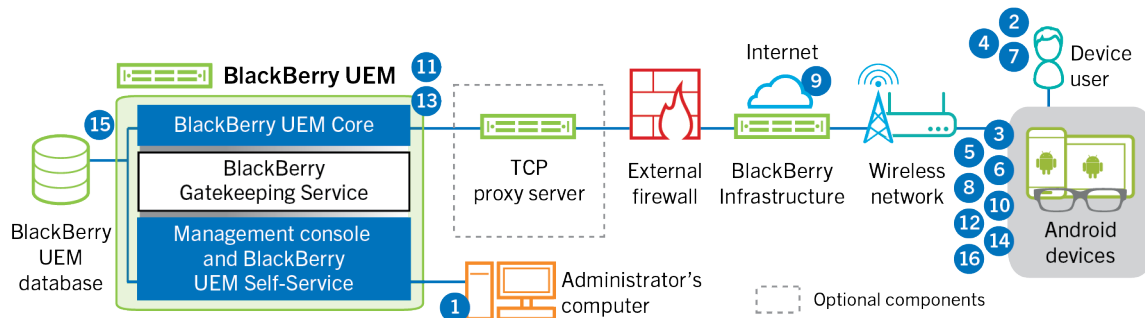 BlackBerry UEM
11
13
15
BlackBerry UEM Core
BlackBerry
Gatekeeping Service
Management console
and BlackBerry
UEM Self-Service
BlackBerry
UEM
database
1
Administrator's
computer
TCP
proxy server
External
firewall
Internet
9
BlackBerry
Infrastructure
Wireless
network
2
4
7
Device
user
3
5
6
8
10
12
14
16
Android
devices
Optional components